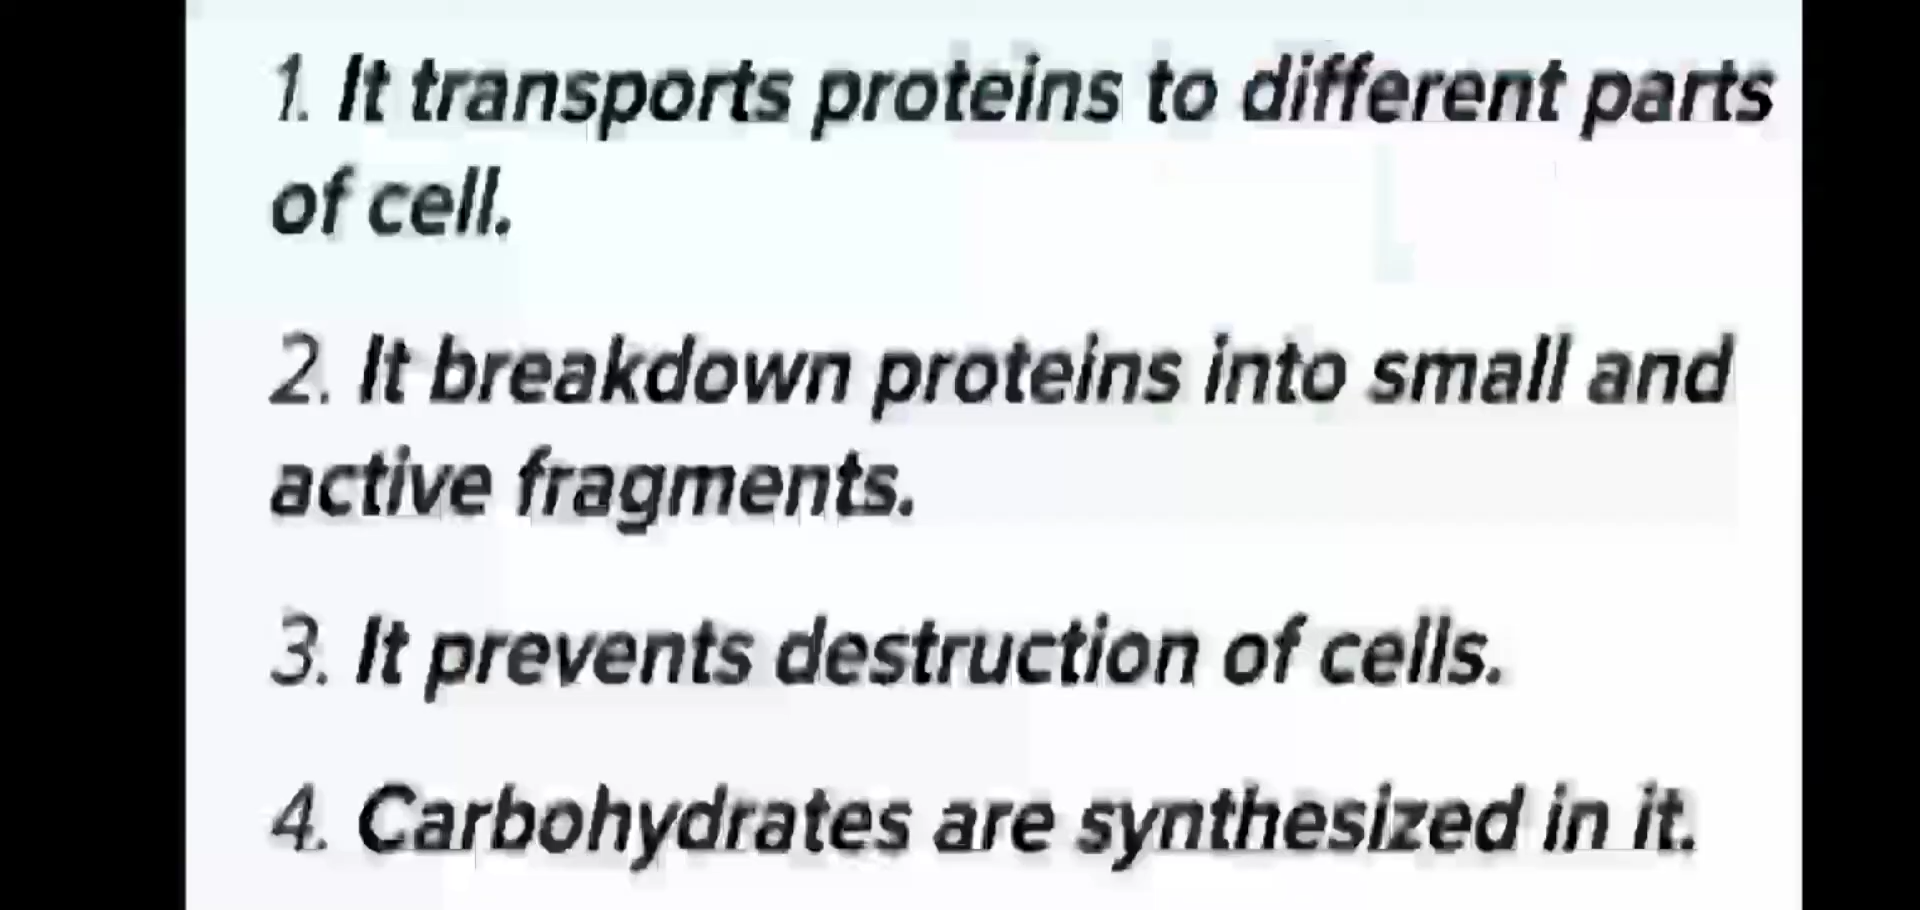 1. It transports proteins to different parts
of cell.
2. It breakdown proteins into small and
active fragments.
3. It prevents destruction of cells.
4. Carbohydrates are synthesized in it.